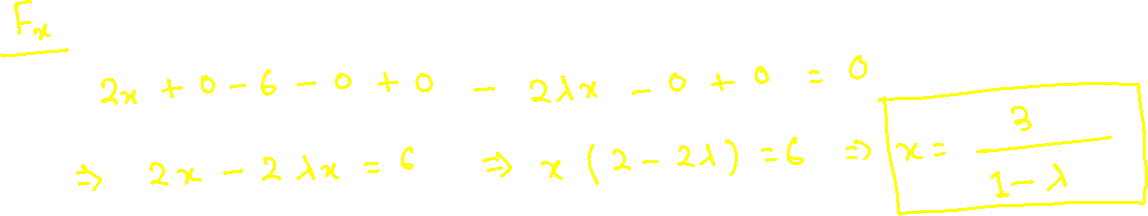 Fx
2x + 0 - 6 - 0 + 0 - 2λx - 0 + 0 = 0
⇒ 2x - 2λx = 6 ⇒ x (2 - 2λ) = 6 ⇒ x = 3 / (1 - λ)